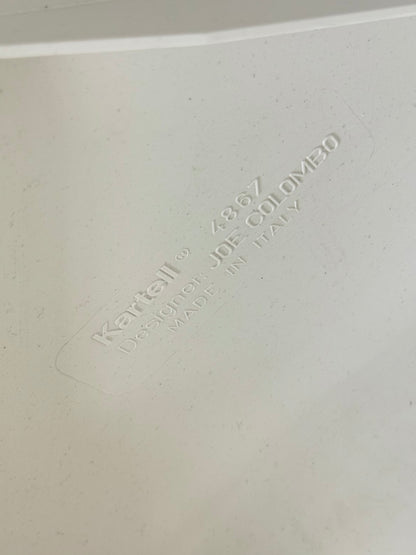 Kartell® 4867
Designer: JOE COLOMBO
MADE IN ITALY